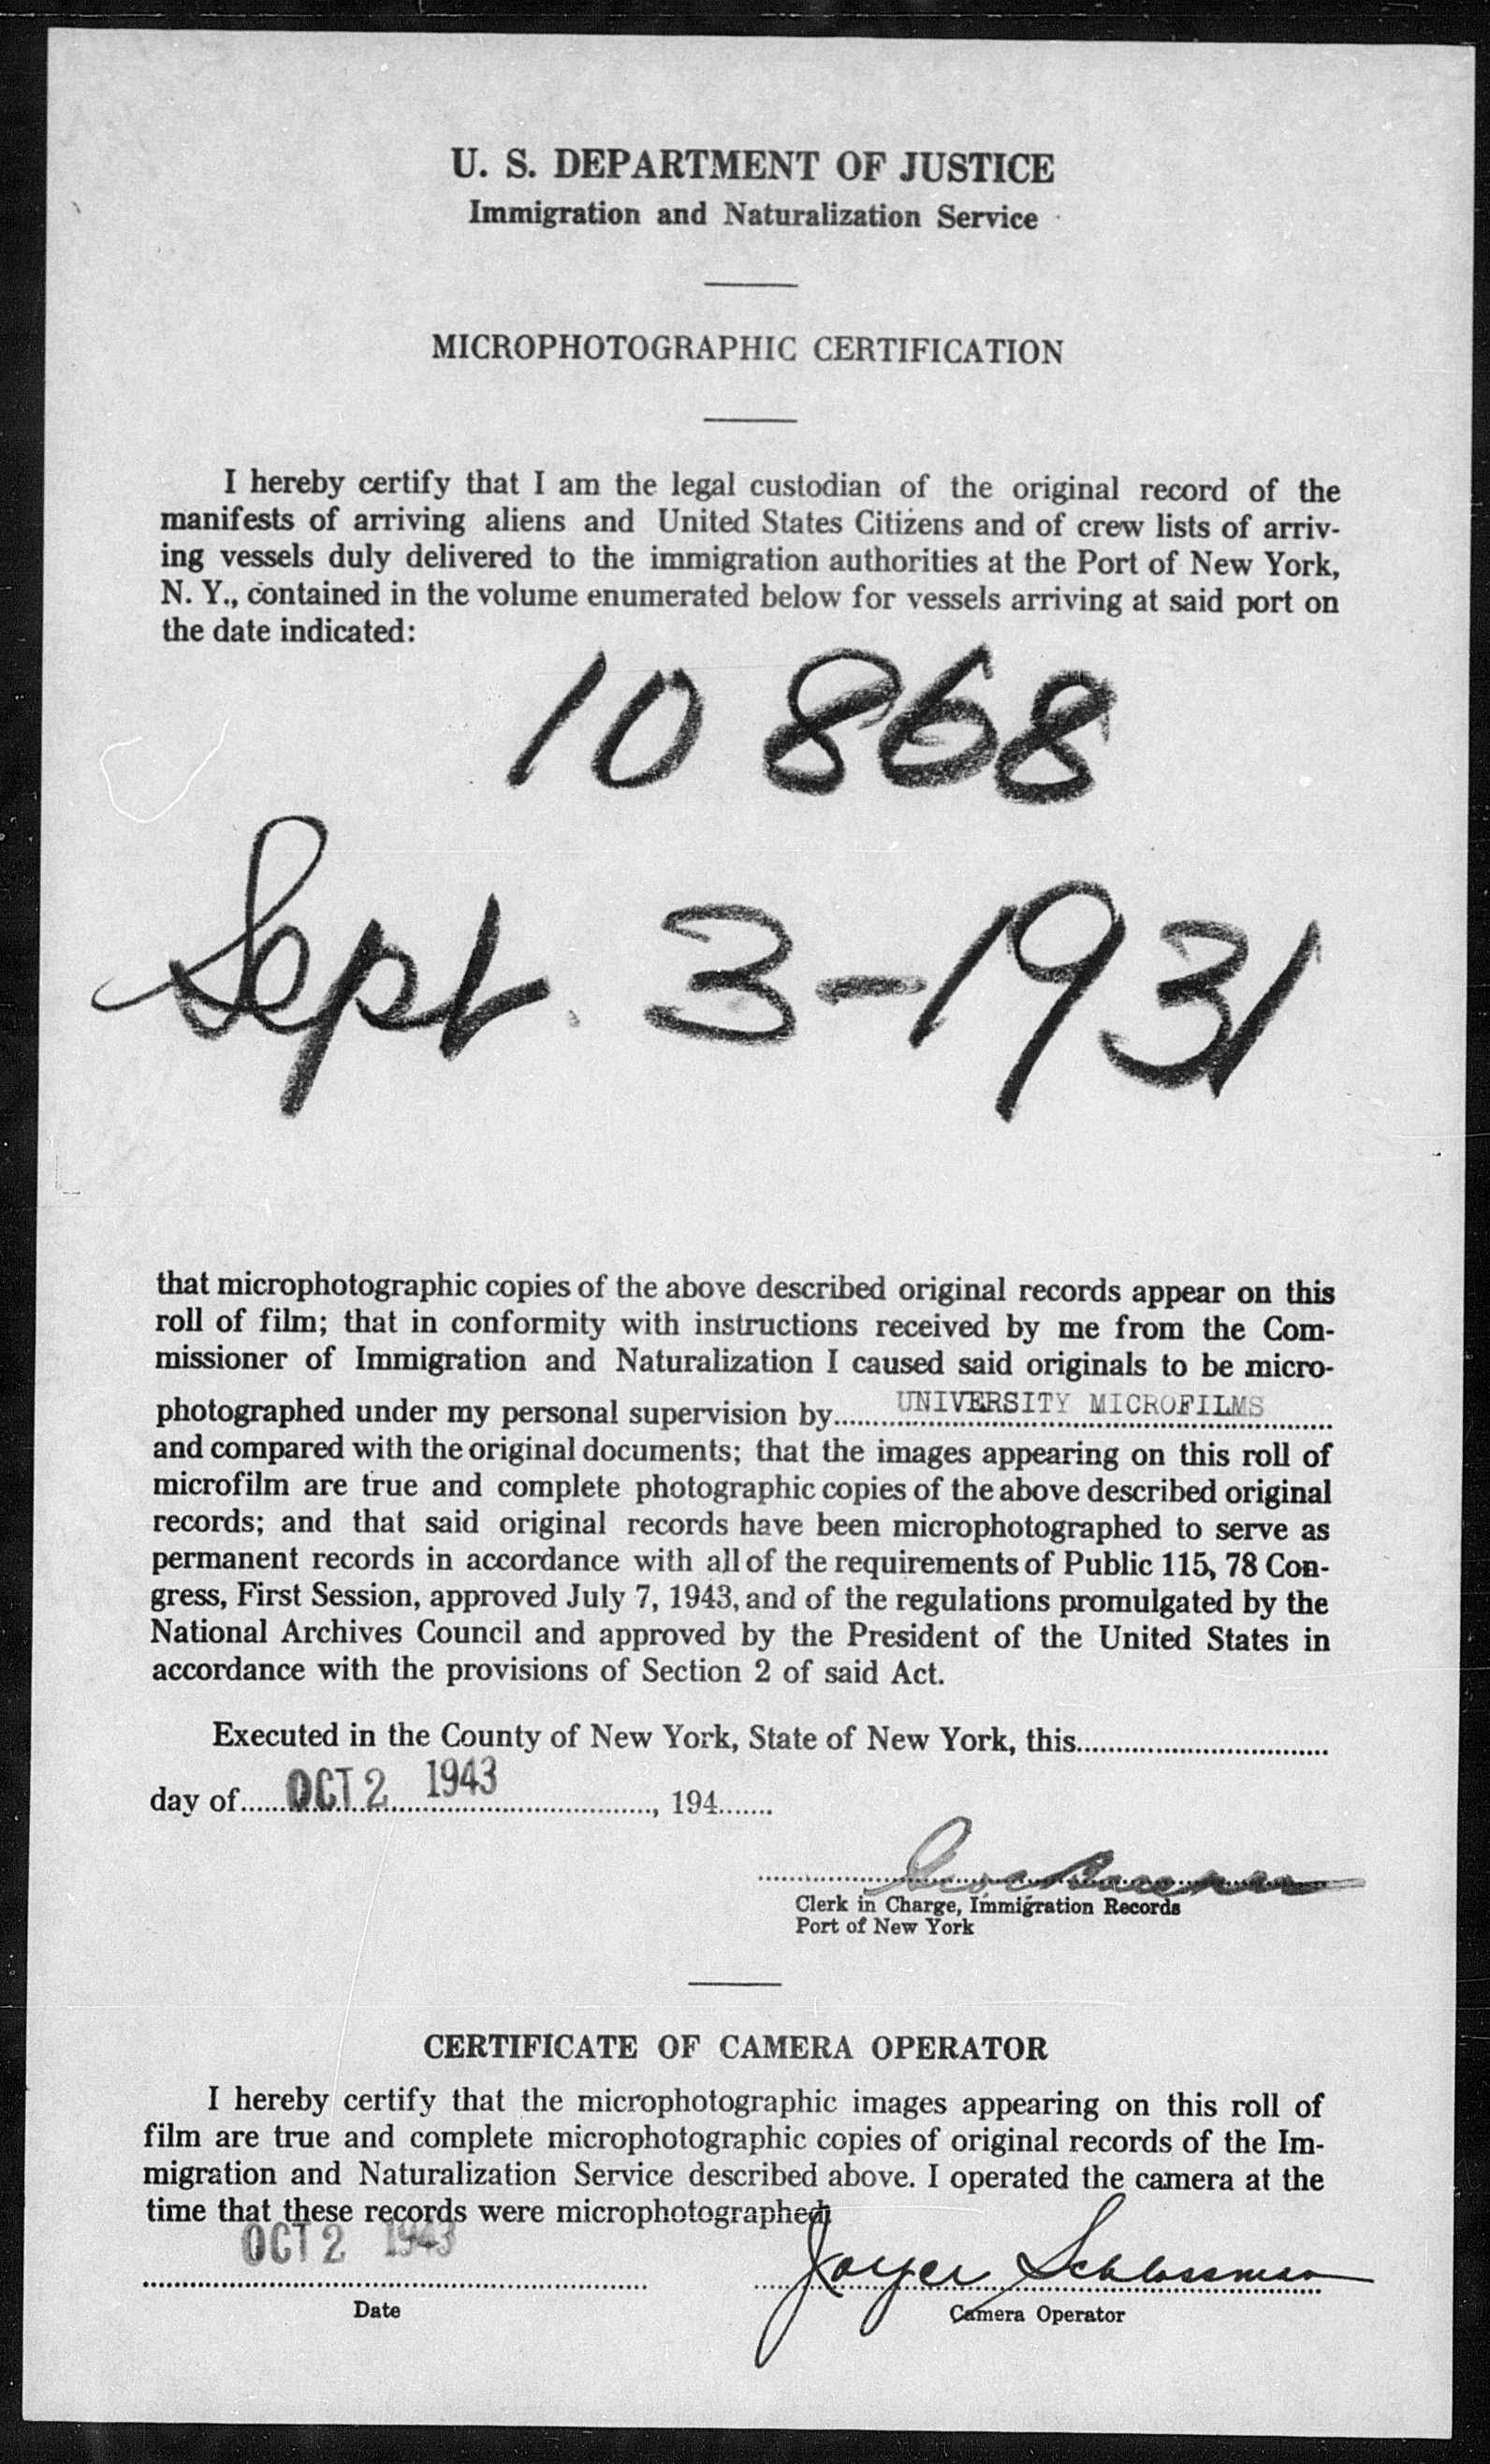 U. S. DEPARTMENT OF JUSTICE
Immigration and Naturalization Service
MICROPHOTOGRAPHIC CERTIFICATION
I hereby certify that I am the legal custodian of the original record of the
manifests of arriving aliens and United States Citizens and of crew lists of arriv-
ing vessels duly delivered to the immigration authorities at the Port of New York,
N. Y., contained in the volume enumerated below for vessels arriving at said port on
the date indicated:
10 868
Sept. 3-1931
that microphotographic copies of the above described original records appear on this
roll of film; that in conformity with instructions received by me from the Com-
missioner of Immigration and Naturalization I caused said originals to be micro-
photographed under my personal supervision by UNIVERSITY MICROFILMS
and compared with the original documents; that the images appearing on this roll of
microfilm are true and complete photographic copies of the above described original
records; and that said original records have been microphotographed to serve as
permanent records in accordance with all of the requirements of Public 115, 78 Con-
gress, First Session, approved July 7, 1943, and of the regulations promulgated by the
National Archives Council and approved by the President of the United States in
accordance with the provisions of Section 2 of said Act.
Executed in the County of New York, State of New York, this
day of OCT 2 1943, 194
Clerk in Charge, Immigration Records
Port of New York
CERTIFICATE OF CAMERA OPERATOR
I hereby certify that the microphotographic images appearing on this roll of
film are true and complete microphotographic copies of original records of the Im-
migration and Naturalization Service described above. I operated the camera at the
time that these records were microphotographed.
OCT 2 1943 Schlossman
Date
Camera Operator